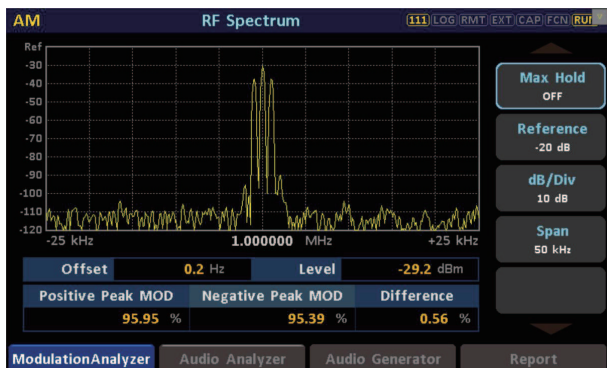 AM RF Spectrum 111 LOG RMT EXT CAP FCN RUN
Ref
-30
-40
-50
-60
-70
-80
-90
-100
-110
-120
-25 kHz 1.000000 MHz +25 kHz
Max Hold
OFF
Reference
-20 dB
dB/Div
10 dB
Span
50 kHz
Offset 0.2 Hz Level -29.2 dBm
Positive Peak MOD Negative Peak MOD Difference
95.95 % 95.39 % 0.56 %
ModulationAnalyzer Audio Analyzer Audio Generator Report